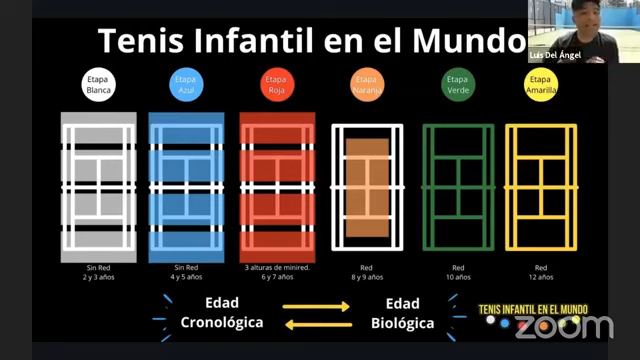 Tenis Infantil en el Mundo
Luis Del Ángel
Etapa
Blanca
Etapa
Azul
Etapa
Roja
Etapa
Naranja
Etapa
Verde
Etapa
Amarilla
Sin Red
2 y 3 años
Sin Red
4 y 5 años
3 alturas de minired.
6 y 7 años
Red
8 y 9 años
Red
10 años
Red
12 años
Edad
Cronológica
Edad
Biológica
TENIS INFANTIL EN EL MUNDO
zoom